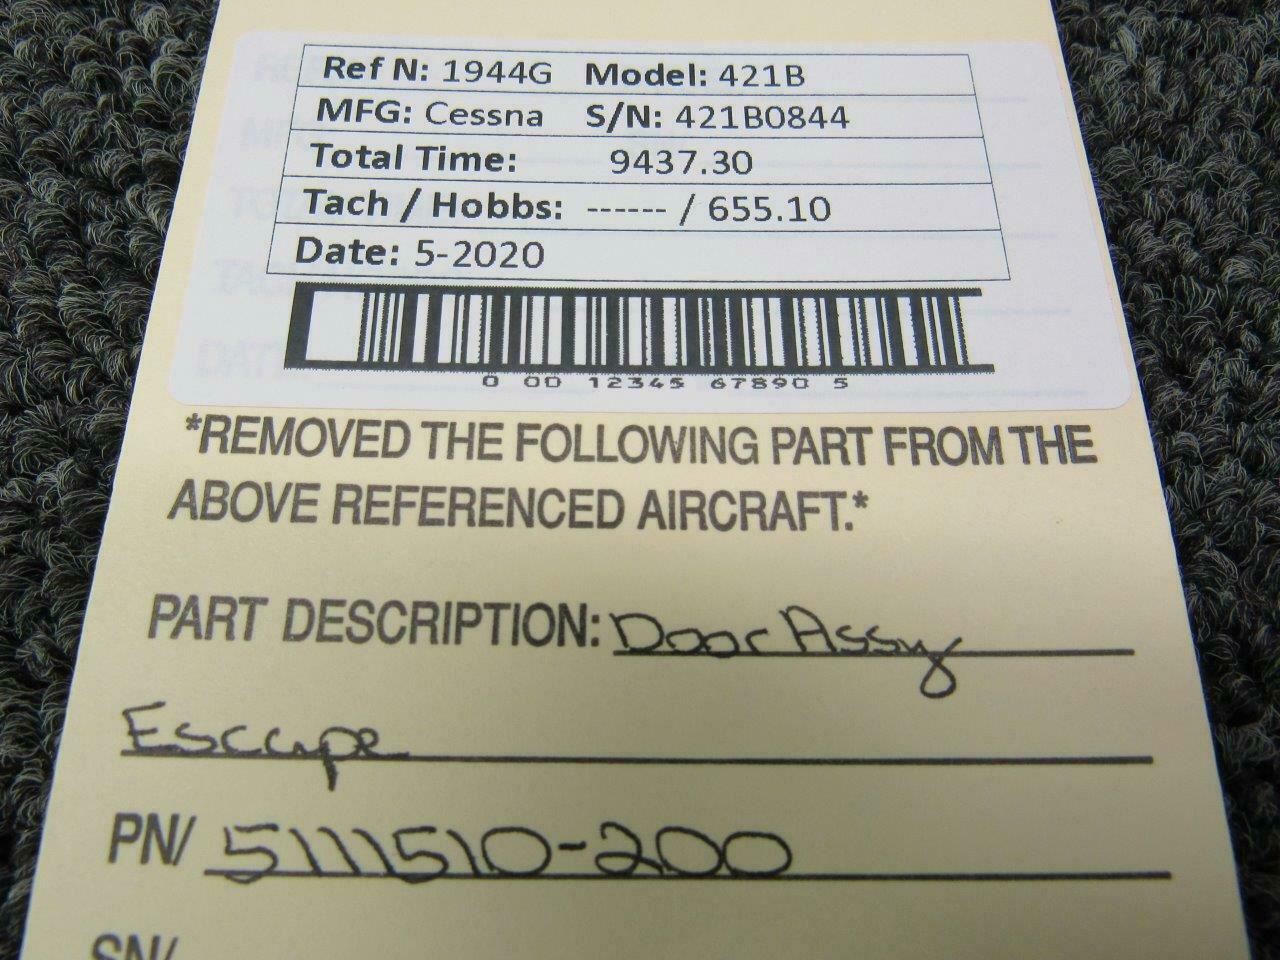 Ref N: 1944G Model: 421B
MFG: Cessna S/N: 421B0844
Total Time: 9437.30
Tach / Hobbs: ------ / 655.10
Date: 5-2020
0 00 12345 67890 5
*REMOVED THE FOLLOWING PART FROM THE
ABOVE REFERENCED AIRCRAFT.*
PART DESCRIPTION: Door Assy
Escape
PN/ 5111510-200
SN/